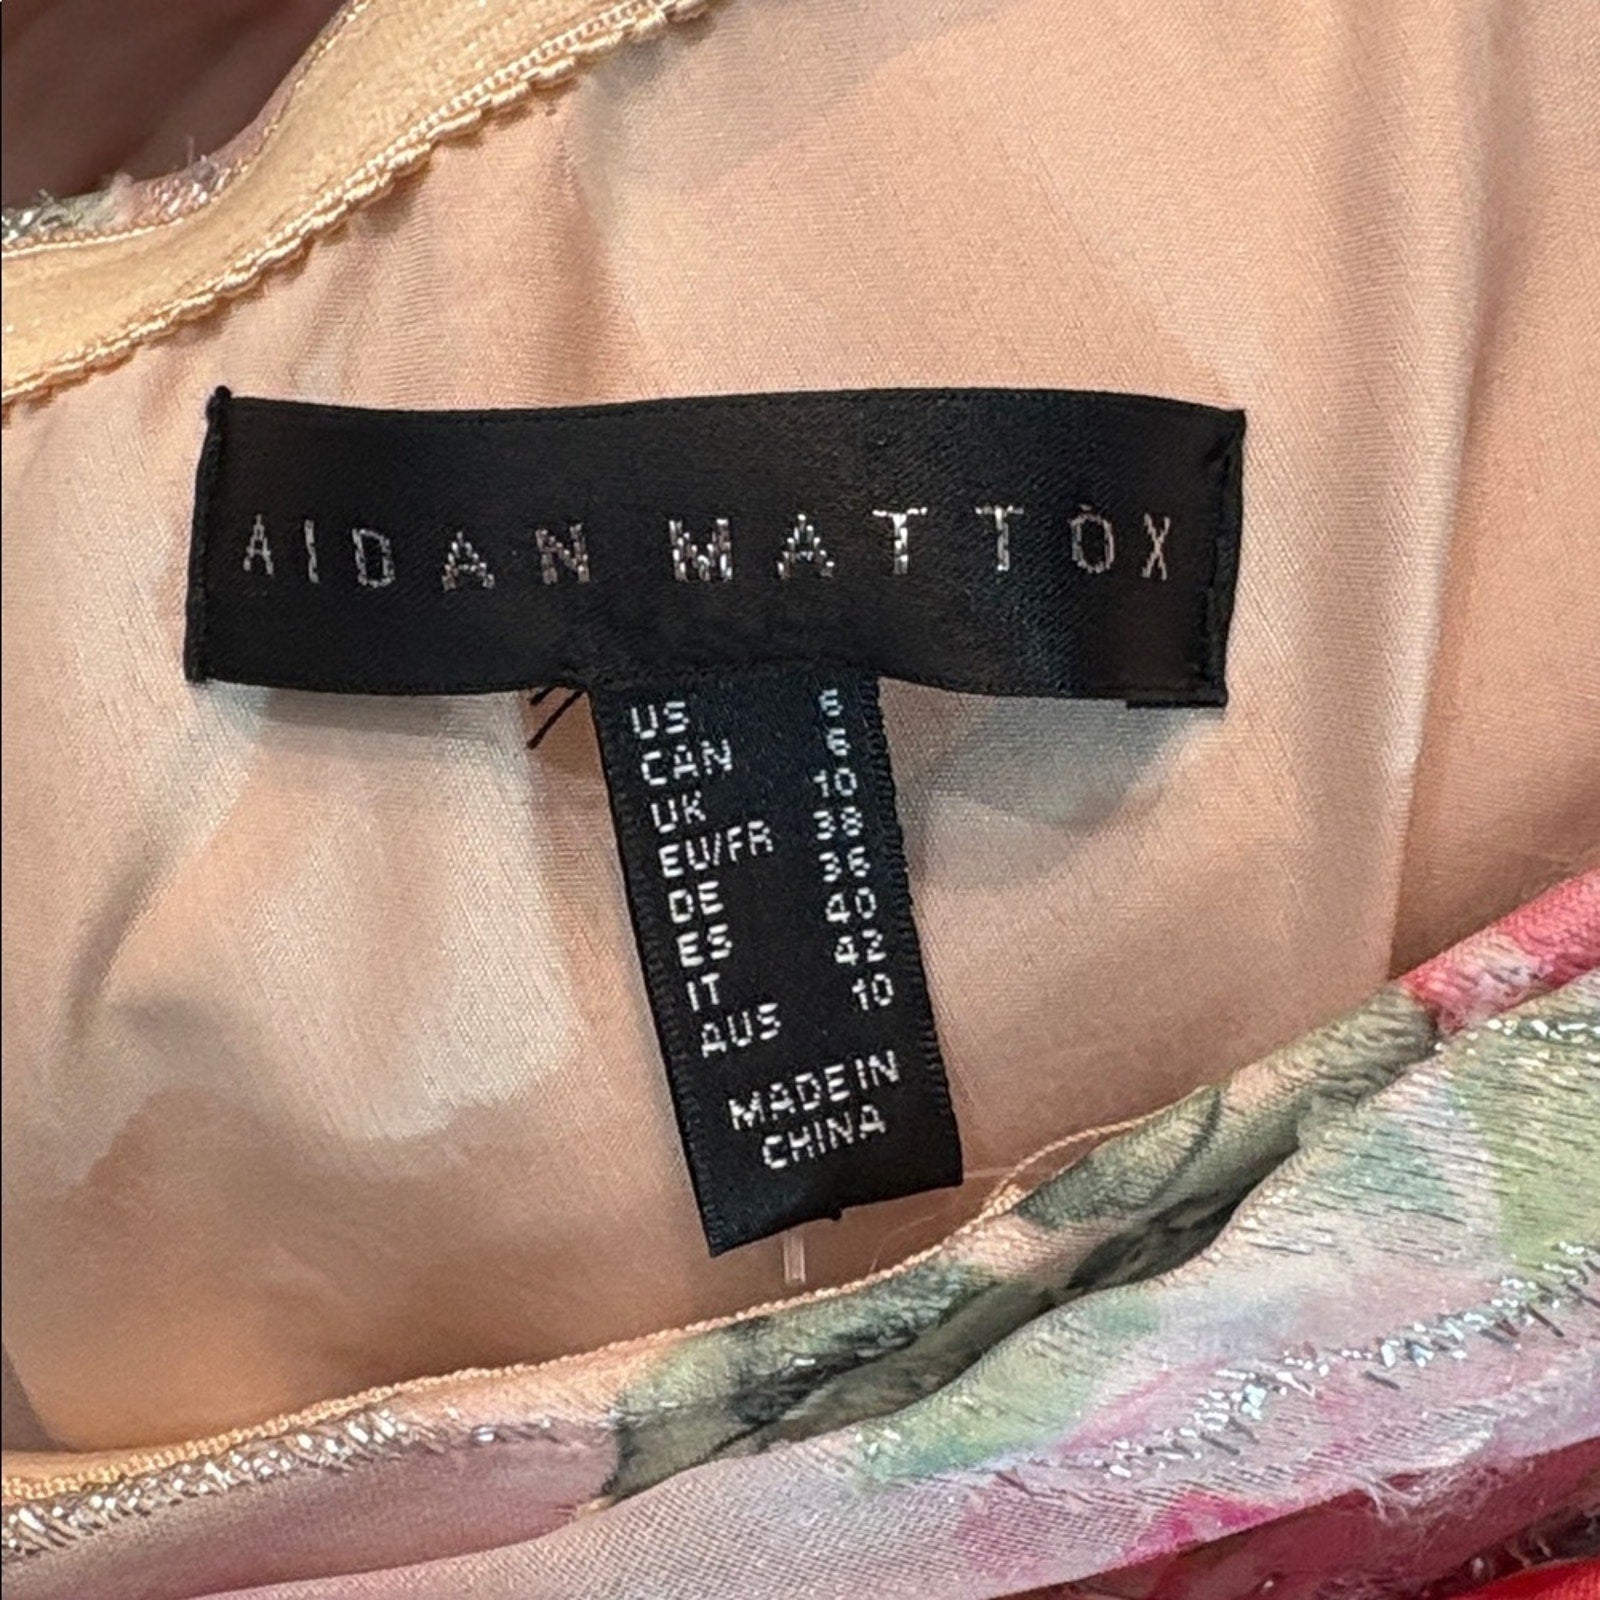 AIDAN MATTOX
US 6
CAN 6
UK 10
EU/FR 38
DE 36
ES 40
IT 42
AUS 10
MADE IN
CHINA